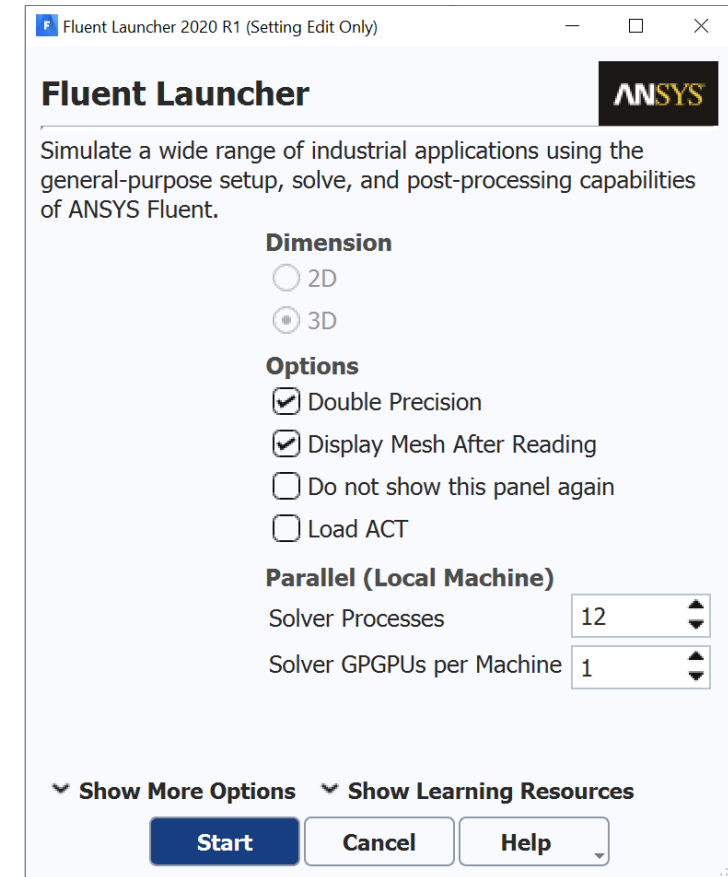 Fluent Launcher 2020 R1 (Setting Edit Only)
Fluent Launcher
ANSYS
Simulate a wide range of industrial applications using the
general-purpose setup, solve, and post-processing capabilities
of ANSYS Fluent.
Dimension
2D
3D
Options
Double Precision
Display Mesh After Reading
Do not show this panel again
Load ACT
Parallel (Local Machine)
Solver Processes 12
Solver GPGPUs per Machine 1
Show More Options Show Learning Resources
Start Cancel Help